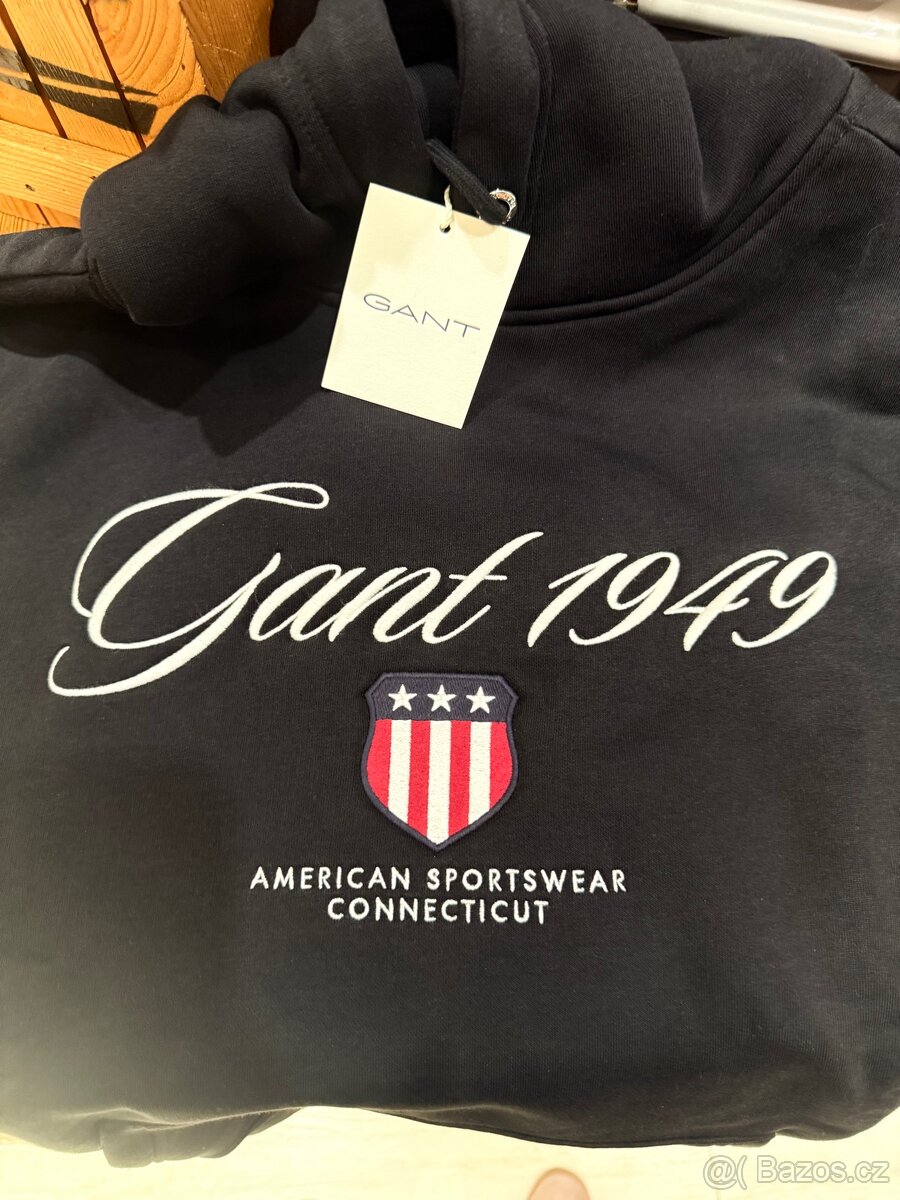 GANT
Gant 1949
AMERICAN SPORTSWEAR
CONNECTICUT
@( Bazos.cz